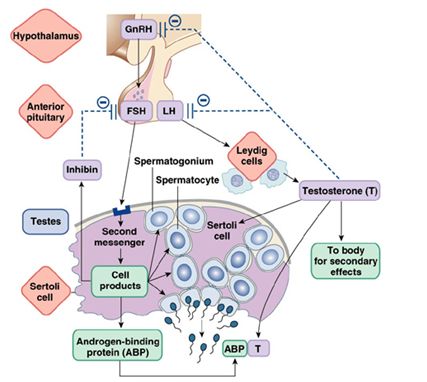 Hypothalamus
GnRH
Anterior
pituitary
FSH
LH
Leydig
cells
Inhibin
Spermatogonium
Spermatocyte
Testosterone (T)
Testes
Second
messenger
Sertoli
cell
To body
for secondary
effects
Sertoli
cell
Cell
products
Androgen-binding
protein (ABP)
ABP
T